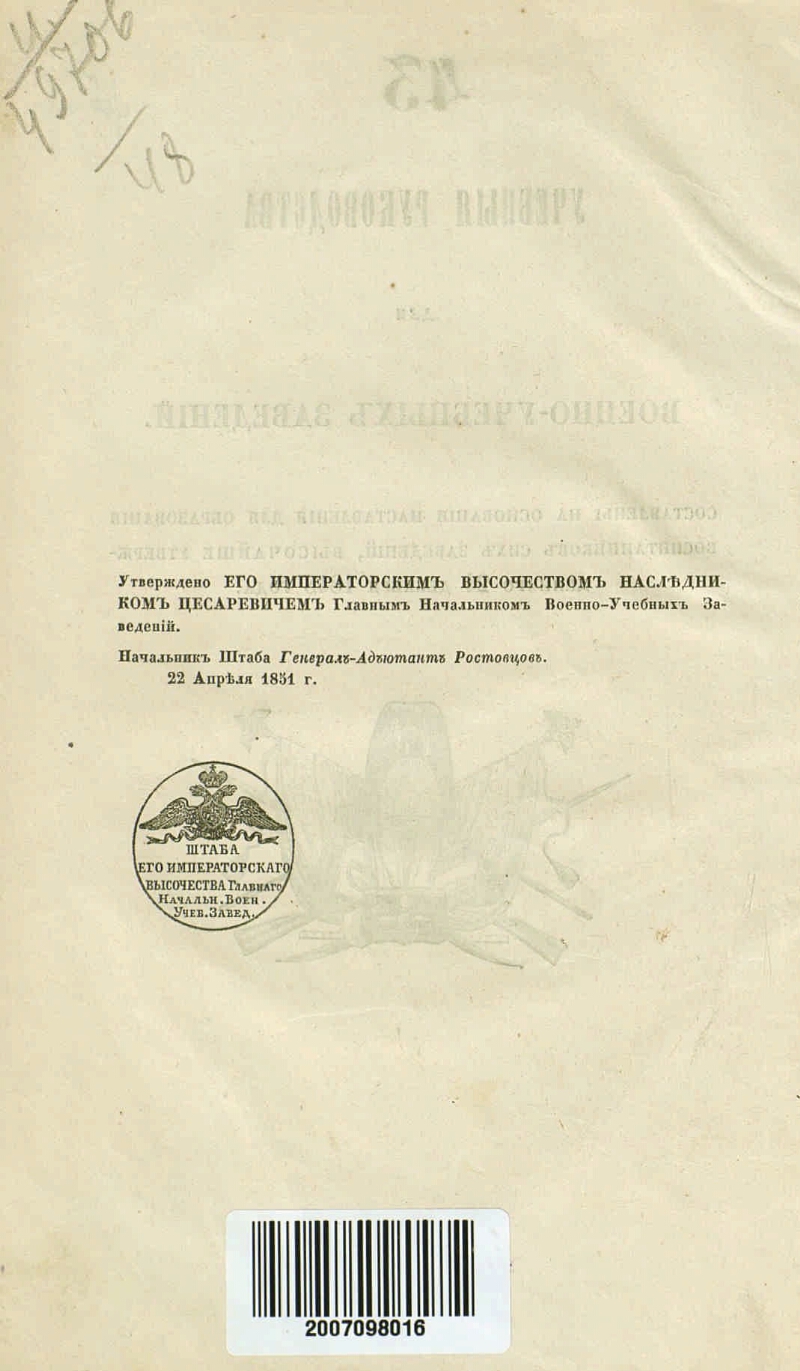 Утверждено ЕГО ИМПЕРАТОРСКИМЪ ВЫСОЧЕСТВОМЪ НАСЛѢДНИ-
КОМЪ ЦЕСАРЕВИЧЕМЪ Главнымъ Начальникомъ Военно-Учебныхъ За-
веденій.
Начальникъ Штаба Генералъ-Адъютантъ Ростовцовъ.
22 Апрѣля 1851 г.
ШТАБА
ЕГО ИМПЕРАТОРСКАГО
ВЫСОЧЕСТВА ГЛАВНАГО
НАЧАЛЬН. ВОЕН.
УЧЕБ. ЗАВЕД.
2007098016